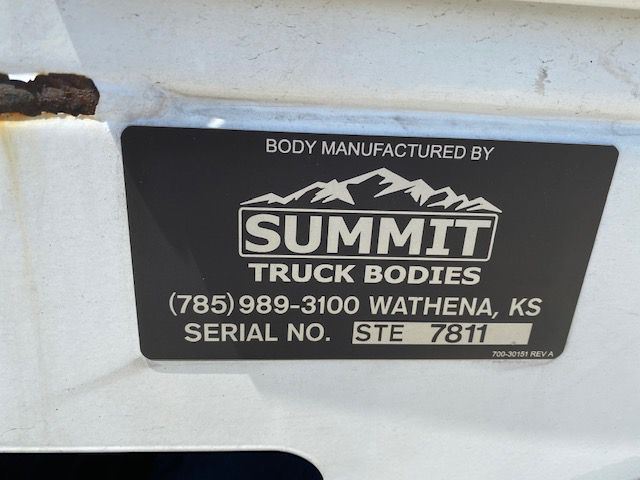 BODY MANUFACTURED BY
SUMMIT
TRUCK BODIES
(785) 989-3100 WATHENA, KS
SERIAL NO. STE 7811
700-30151 REV A